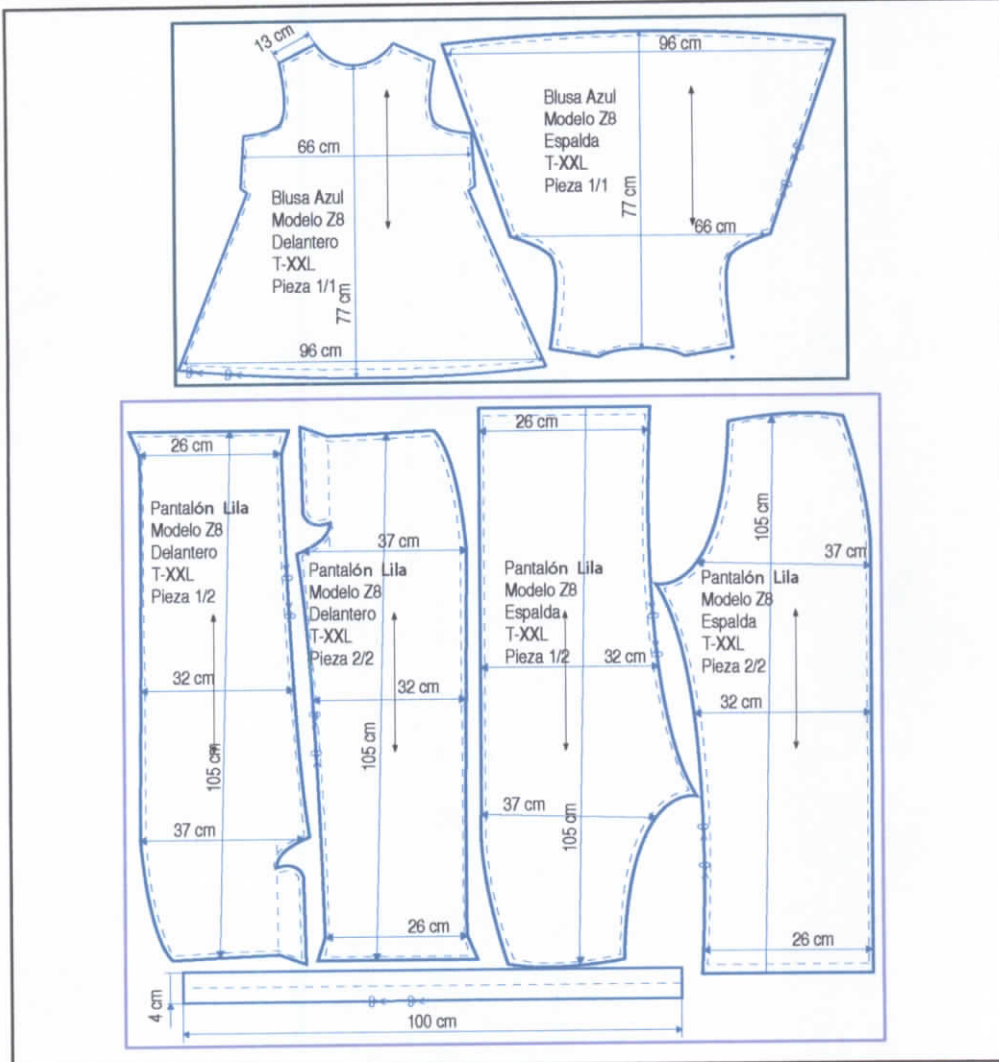 13 cm
66 cm
Blusa Azul
Modelo Z8
Delantero
T-XXL
Pieza 1/1
77 cm
96 cm
96 cm
Blusa Azul
Modelo Z8
Espalda
T-XXL
Pieza 1/1
77 cm
66 cm
26 cm
Pantalón Lila
Modelo Z8
Delantero
T-XXL
Pieza 1/2
32 cm
105 cm
37 cm
37 cm
Pantalón Lila
Modelo Z8
Delantero
T-XXL
Pieza 2/2
32 cm
105 cm
26 cm
26 cm
Pantalón Lila
Modelo Z8
Espalda
T-XXL
Pieza 1/2
32 cm
37 cm
105 cm
105 cm
37 cm
Pantalón Lila
Modelo Z8
Espalda
T-XXL
Pieza 2/2
32 cm
26 cm
4 cm
100 cm